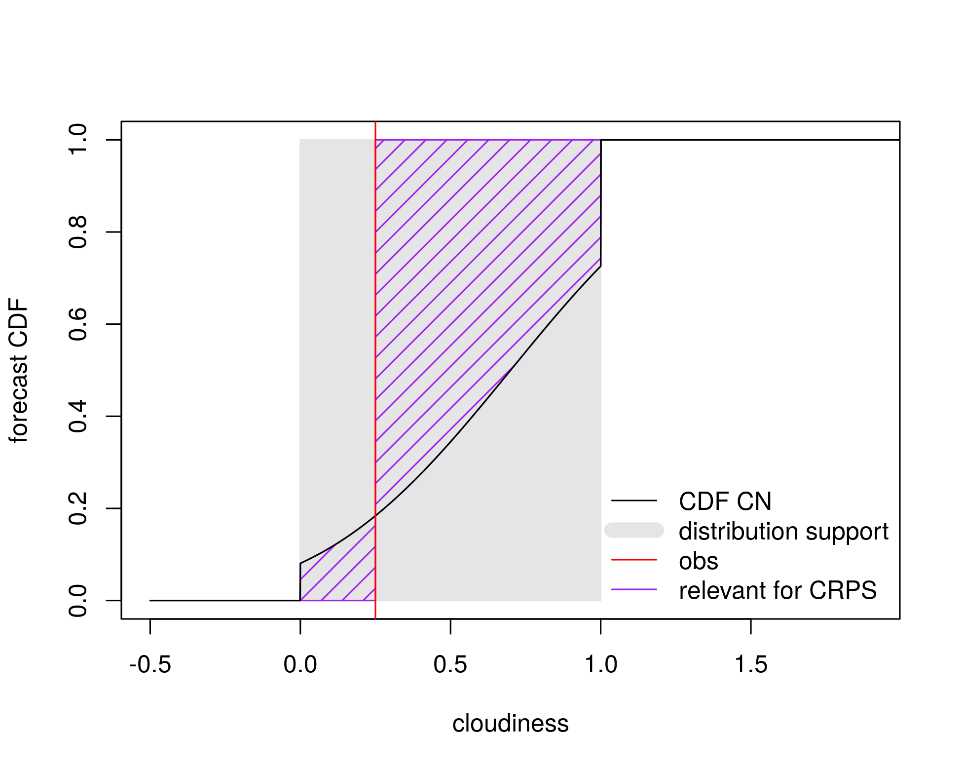 forecast CDF
1.0
0.8
0.6
0.4
0.2
0.0
CDF CN
distribution support
obs
relevant for CRPS
-0.5 0.0 0.5 1.0 1.5
cloudiness